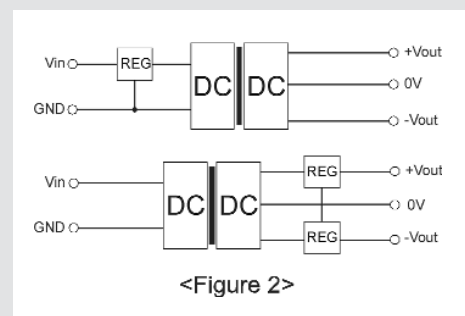 Vin REG DC DC +Vout
0V
GND -Vout
Vin DC DC REG +Vout
0V
GND REG -Vout
<Figure 2>